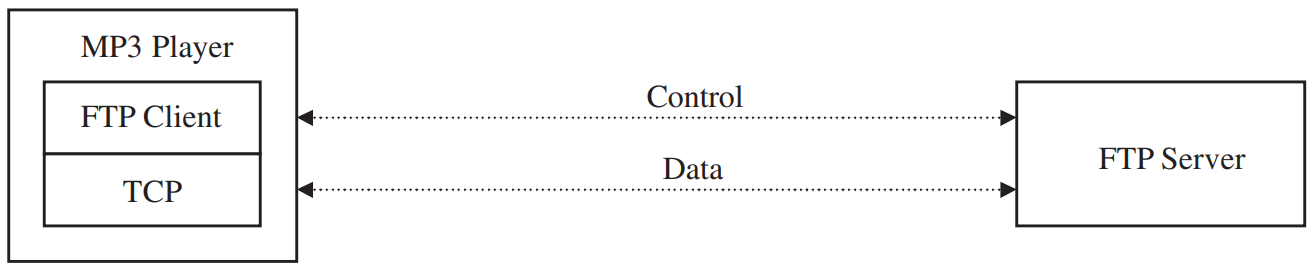 MP3 Player
FTP Client
TCP
Control
Data
FTP Server